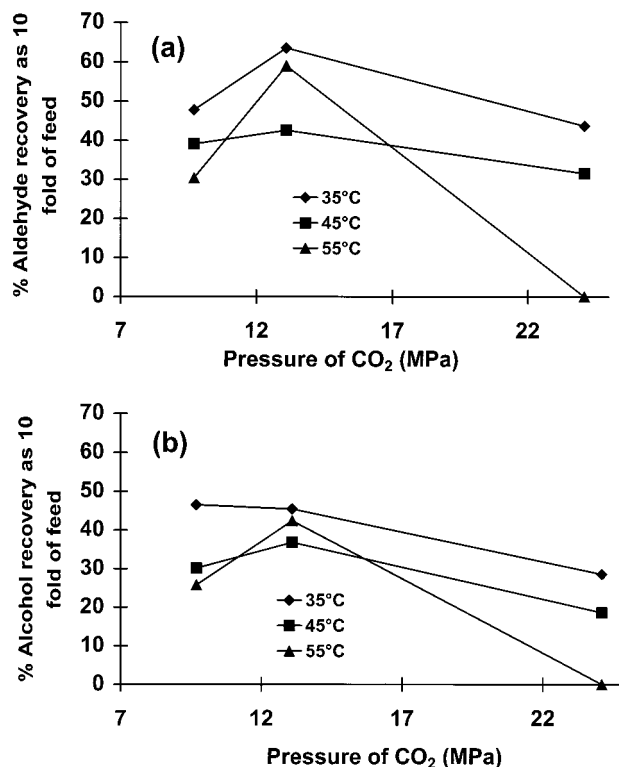 (a)
% Aldehyde recovery as 10
fold of feed
70
60
50
40
30
20
10
0
35°C
45°C
55°C
7 12 17 22
Pressure of CO₂ (MPa)
(b)
% Alcohol recovery as 10
fold of feed
70
60
50
40
30
20
10
0
35°C
45°C
55°C
7 12 17 22
Pressure of CO₂ (MPa)